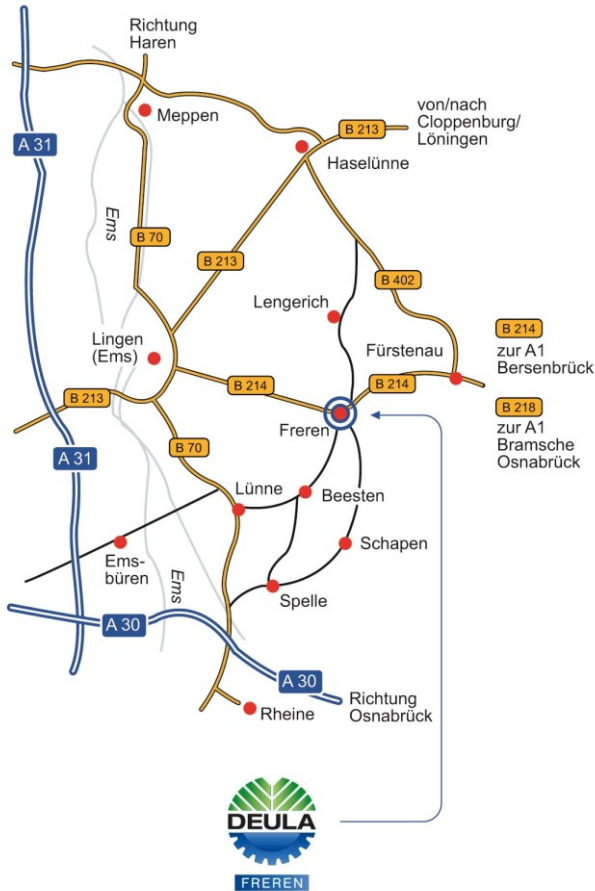 Richtung
Haren
Meppen
von/nach
Cloppenburg/
Löningen
B 213
A 31
Haselünne
Ems
B 70
B 213
B 402
Lengerich
B 214
zur A1
Bersenbrück
Lingen
(Ems)
Fürstenau
B 214
B 214
B 213
B 218
zur A1
Bramsche
Osnabrück
Freren
B 70
A 31
Lünne
Beesten
Schapen
Ems-
büren
Ems
Spelle
A 30
A 30
Richtung
Osnabrück
Rheine
DEULA
FREREN